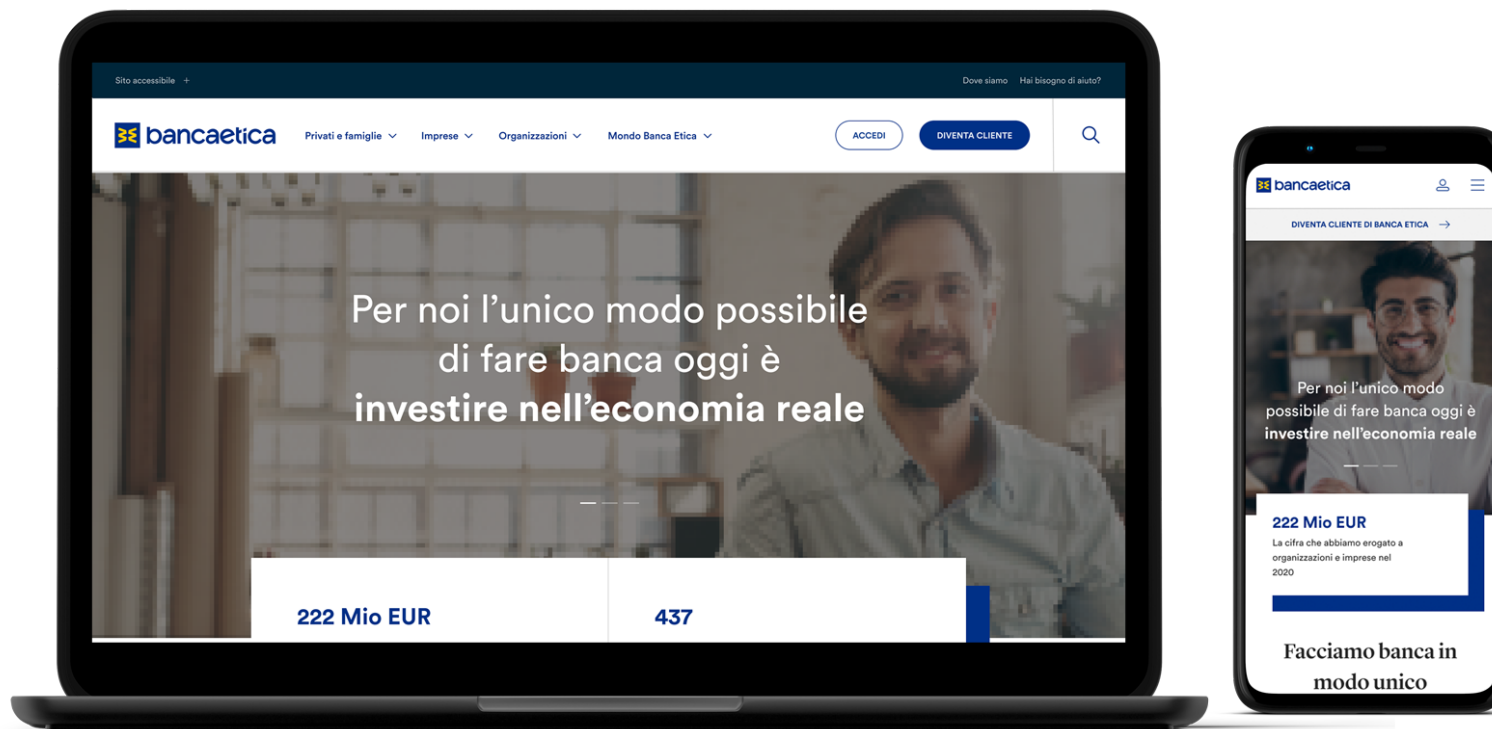 Sito accessibile +
Dove siamo Hai bisogno di aiuto?
bancaetica
Privati e famiglie Imprese Organizzazioni Mondo Banca Etica
ACCEDI DIVENTA CLIENTE
Per noi l’unico modo possibile
di fare banca oggi è
investire nell’economia reale
222 Mio EUR
437
bancaetica
DIVENTA CLIENTE DI BANCA ETICA →
Per noi l’unico modo
possibile di fare banca oggi è
investire nell’economia reale
222 Mio EUR
La cifra che abbiamo erogato a
organizzazioni e imprese nel
2020
Facciamo banca in
modo unico